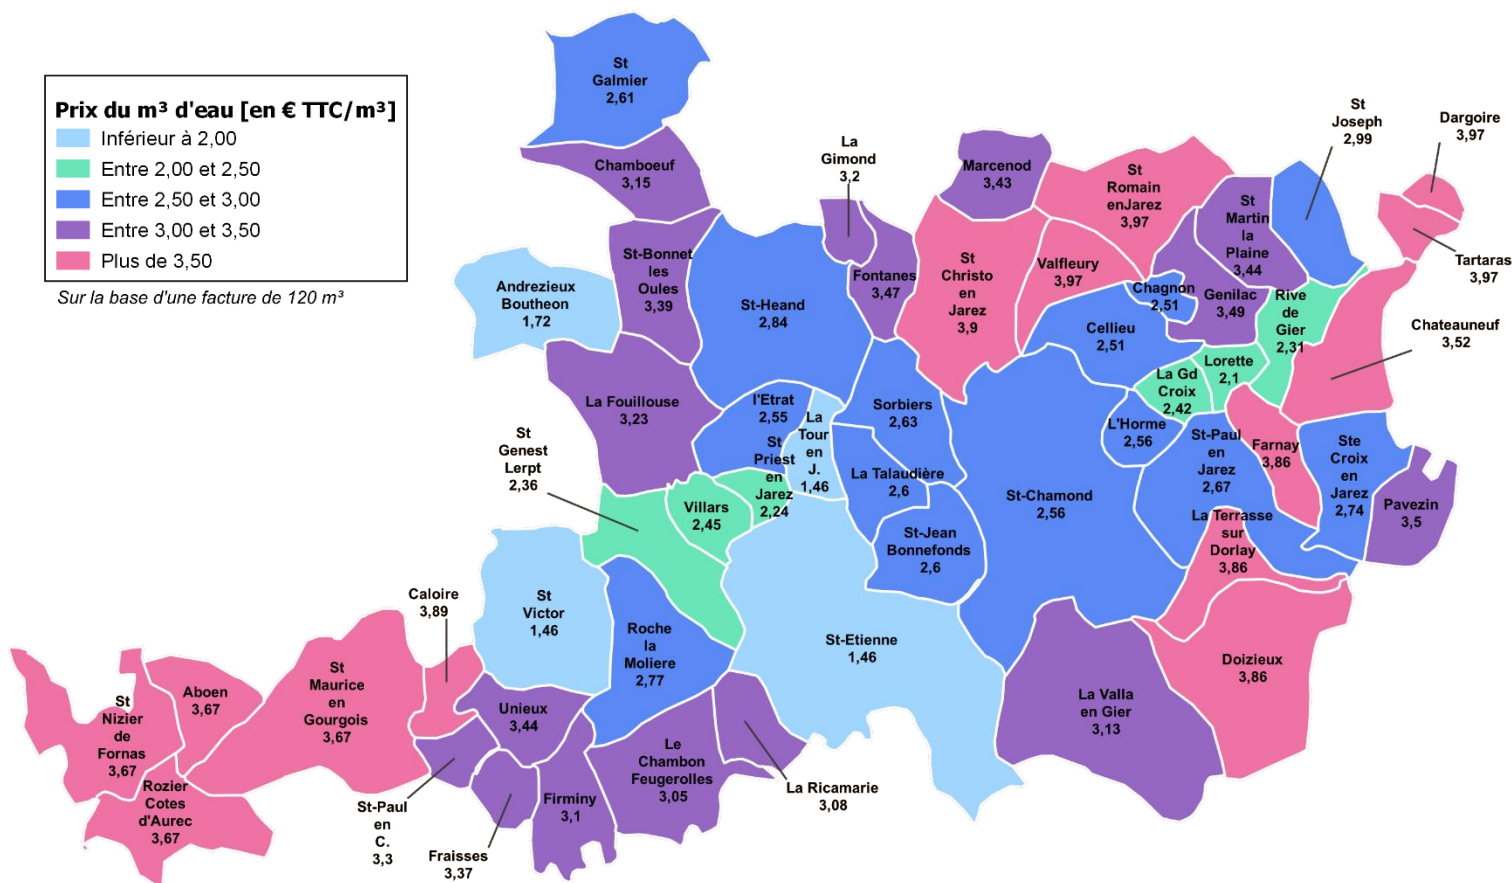 Prix du m³ d'eau [en € TTC/m³]
Inférieur à 2,00
Entre 2,00 et 2,50
Entre 2,50 et 3,00
Entre 3,00 et 3,50
Plus de 3,50
Sur la base d'une facture de 120 m³
St
Galmier
2,61
Chamboeuf
3,15
La
Gimond
3,2
Marcenod
3,43
St
Romain
enJarez
3,97
St
Joseph
2,99
Dargoire
3,97
Tartaras
3,97
St
Martin
la
Plaine
3,44
St-Bonnet
les
Oules
3,39
Andrezieux
Boutheon
1,72
St-Heand
2,84
Fontanes
3,47
St
Christo
en
Jarez
3,9
Valfleury
3,97
Chagnon
2,51
Genilac
3,49
Rive
de
Gier
2,31
Chateauneuf
3,52
Cellieu
2,51
Lorette
2,1
La Gd
Croix
2,42
La Fouillouse
3,23
l'Etrat
2,55
La
Tour
en
J.
1,46
Sorbiers
2,63
L'Horme
2,56
St-Paul
en
Jarez
2,67
Farnay
3,86
Ste
Croix
en
Jarez
2,74
Pavezin
3,5
St
Genest
Lerpt
2,36
St
Priest
en
Jarez
2,24
Villars
2,45
La Talaudière
2,6
St-Chamond
2,56
St-Jean
Bonnefonds
2,6
La Terrasse
sur
Dorlay
3,86
Caloire
3,89
St
Victor
1,46
Roche
la
Moliere
2,77
St-Etienne
1,46
Doizieux
3,86
La Valla
en Gier
3,13
St
Nizier
de
Fornas
3,67
Aboen
3,67
St
Maurice
en
Gourgois
3,67
Unieux
3,44
Rozier
Cotes
d'Aurec
3,67
St-Paul
en
C.
3,3
Fraisses
3,37
Firminy
3,1
Le
Chambon
Feugerolles
3,05
La Ricamarie
3,08